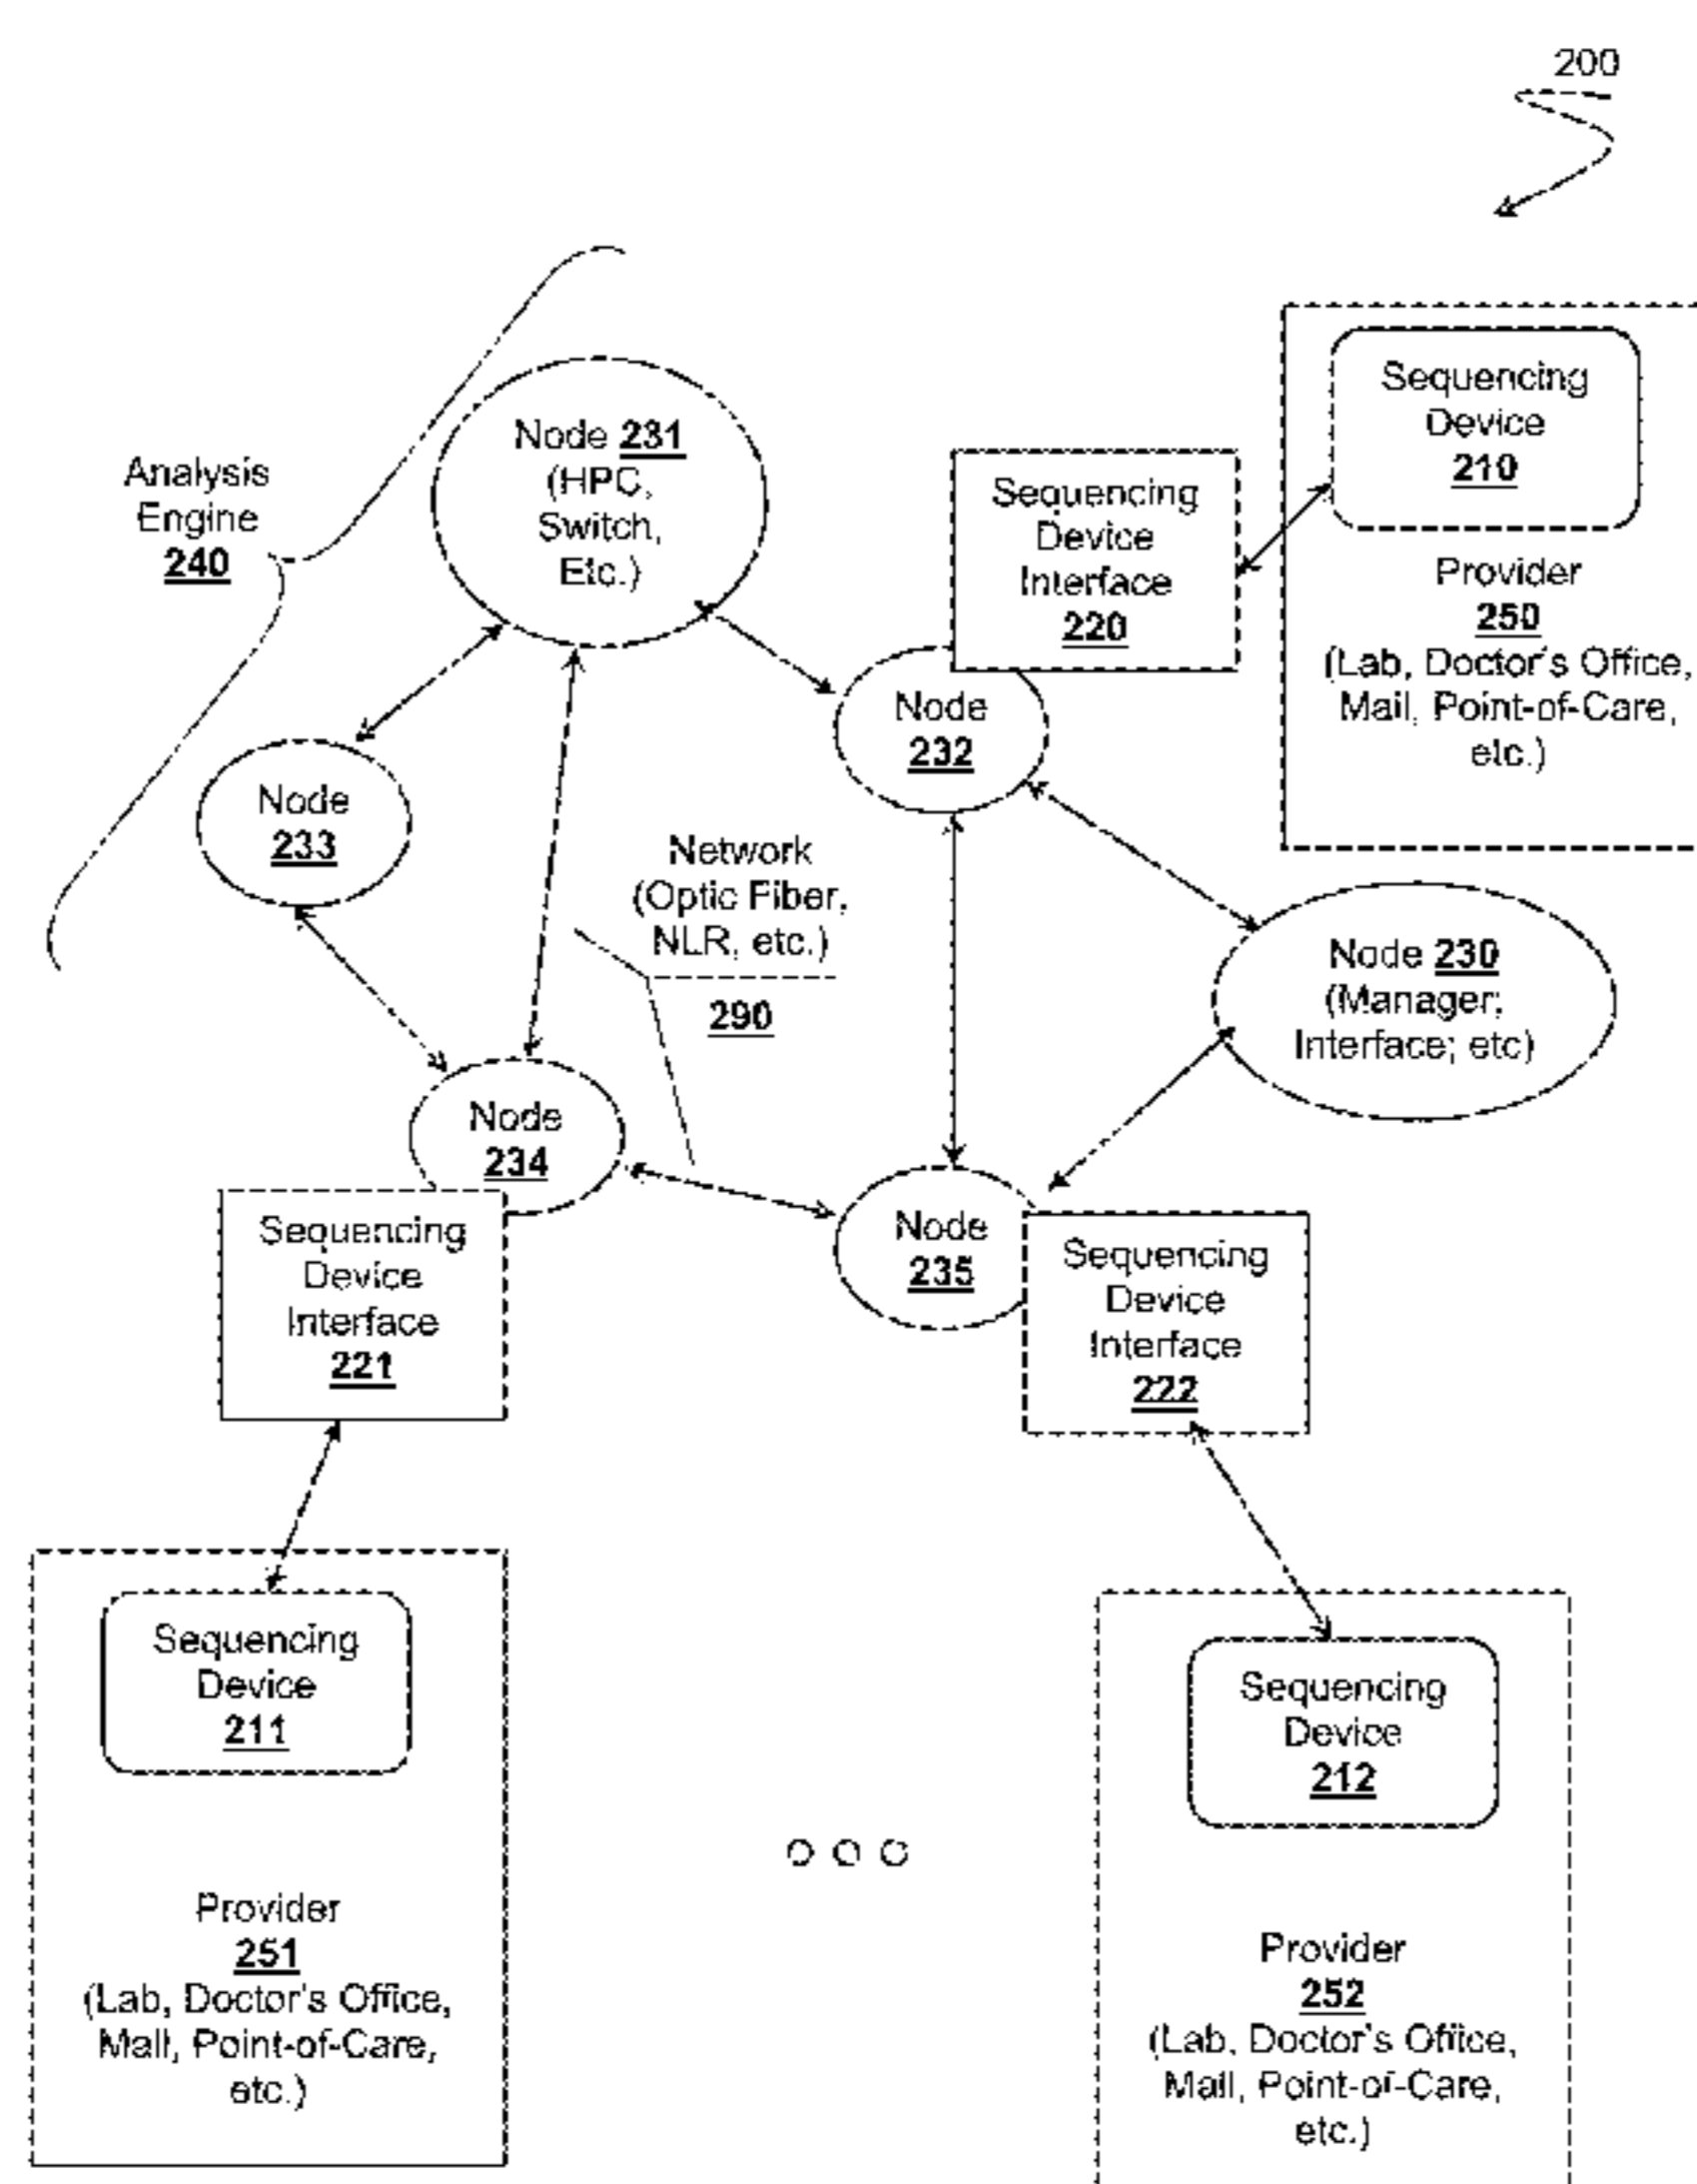 200
Analysis
Engine
240
Node 231
(HPC,
Switch,
Etc.)
Sequencing
Device
Interface
220
Sequencing
Device
210
Provider
250
(Lab, Doctor's Office,
Mall, Point-of-Care,
etc.)
Node
232
Node
233
Network
(Optic Fiber,
NLR, etc.)
290
Node 230
(Manager;
Interface; etc)
Node
234
Node
235
Sequencing
Device
Interface
221
Sequencing
Device
Interface
222
Sequencing
Device
211
Provider
251
(Lab, Doctor's Office,
Mall, Point-of-Care,
etc.)
Sequencing
Device
212
Provider
252
(Lab, Doctor's Office,
Mall, Point-of-Care,
etc.)